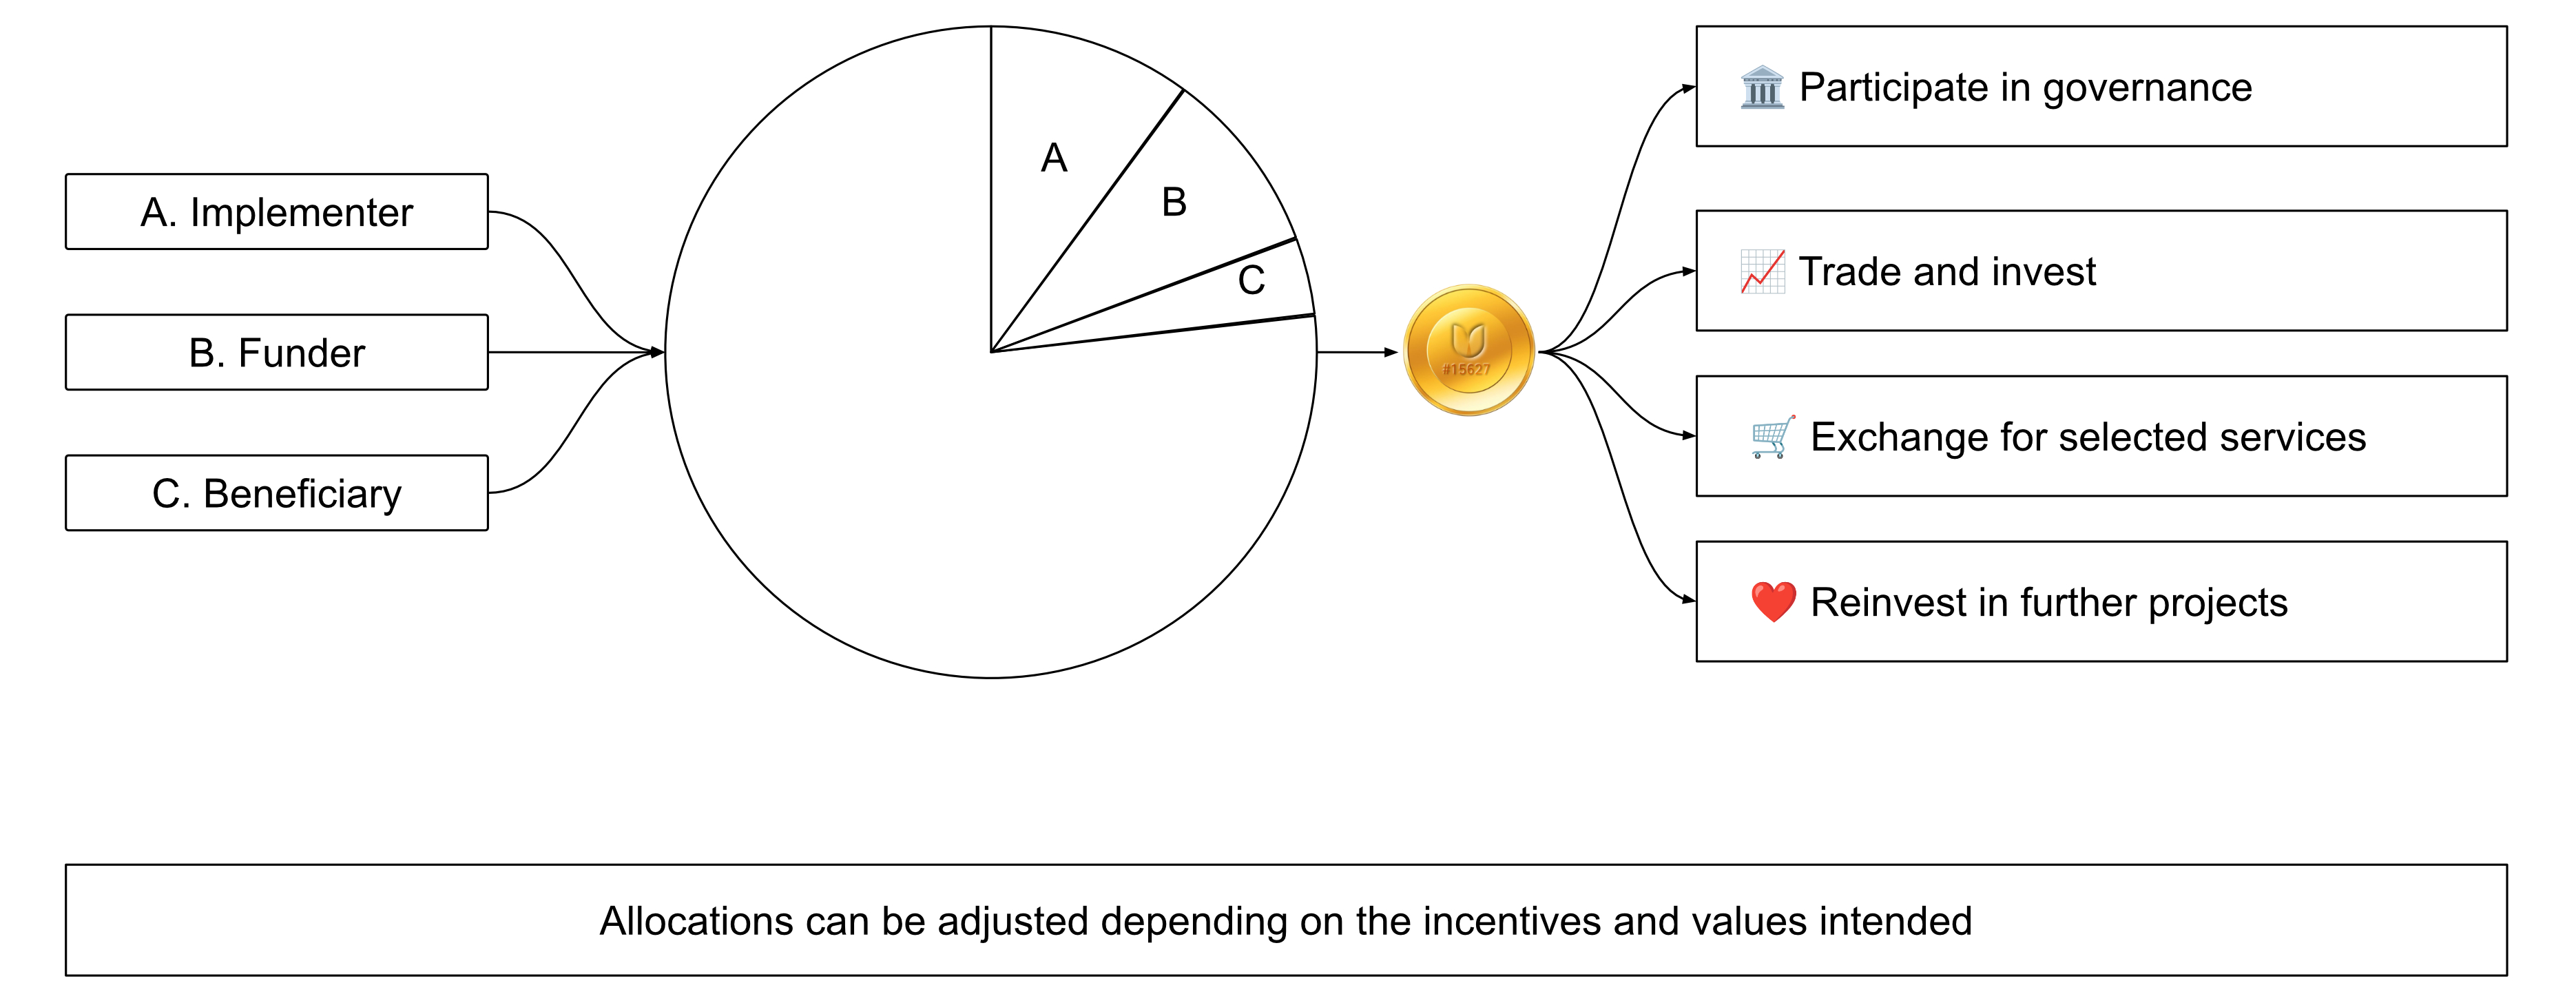 A. Implementer
B. Funder
C. Beneficiary
A
B
C
#15627
🏛️ Participate in governance
📈 Trade and invest
🛒 Exchange for selected services
❤️ Reinvest in further projects
Allocations can be adjusted depending on the incentives and values intended